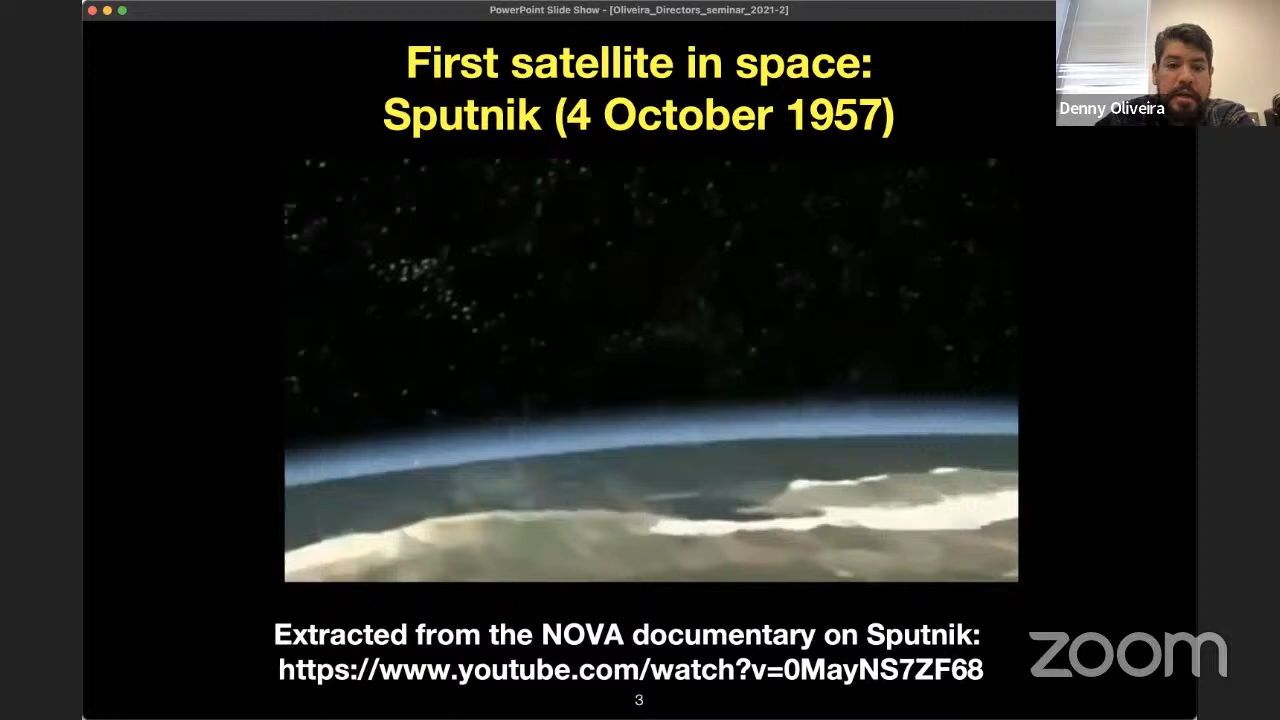 PowerPoint Slide Show - [Oliveira_Directors_seminar_2021-2]
First satellite in space:
Sputnik (4 October 1957)
Denny Oliveira
Extracted from the NOVA documentary on Sputnik:
https://www.youtube.com/watch?v=0MayNS7ZF68
3
zoom